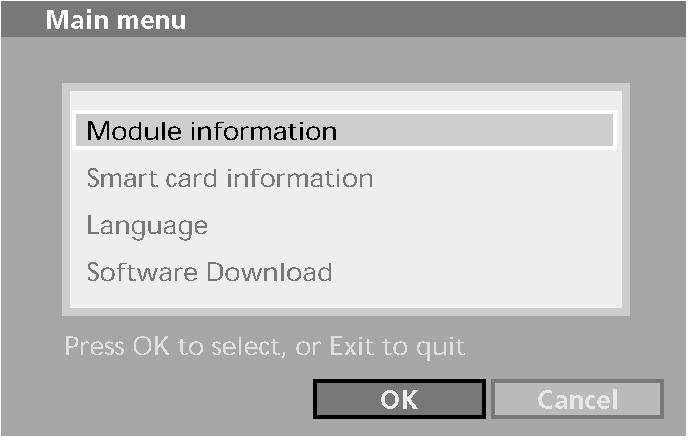 Main menu
Module information
Smart card information
Language
Software Download
Press OK to select, or Exit to quit
OK Cancel